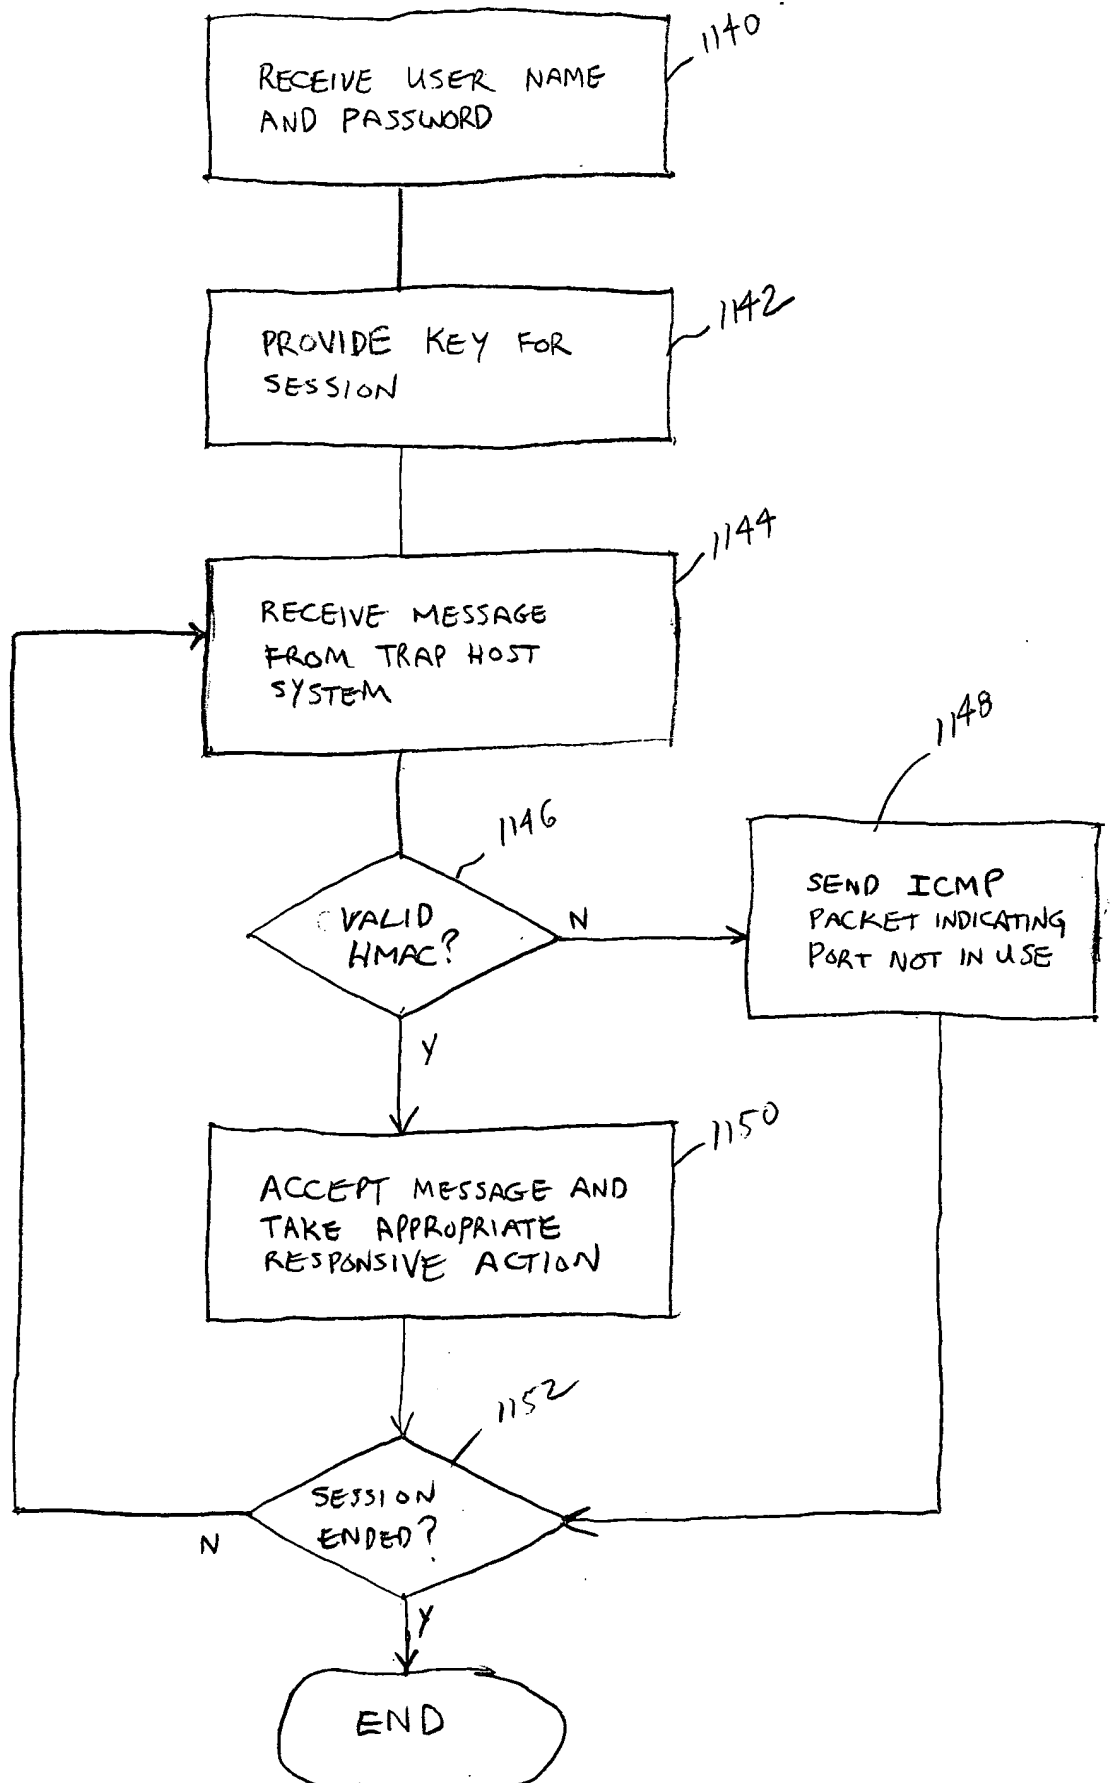 1140
RECEIVE USER NAME
AND PASSWORD
1142
PROVIDE KEY FOR
SESSION
1144
RECEIVE MESSAGE
FROM TRAP HOST
SYSTEM
1148
1146
VALID
HMAC?
N
SEND ICMP
PACKET INDICATING
PORT NOT IN USE
Y
1150
ACCEPT MESSAGE AND
TAKE APPROPRIATE
RESPONSIVE ACTION
1152
SESSION
ENDED?
N
Y
END